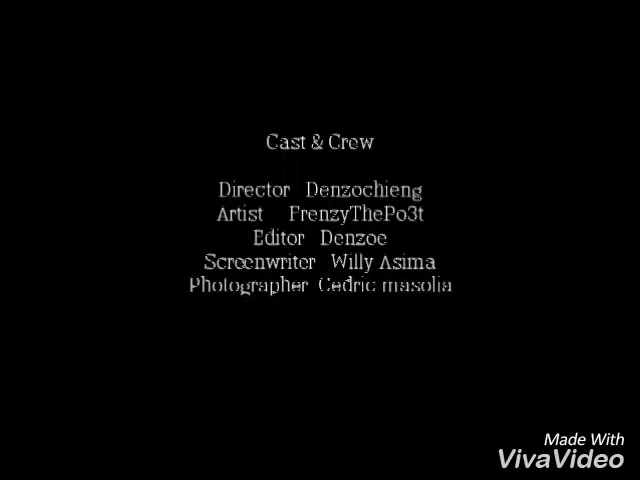 Cast & Crew
Director Denzochieng
Artist FrenzyThePo3t
Editor Denzoe
Screenwriter Willy Asima
Photographer Cedric masolia
Made With
VivaVideo